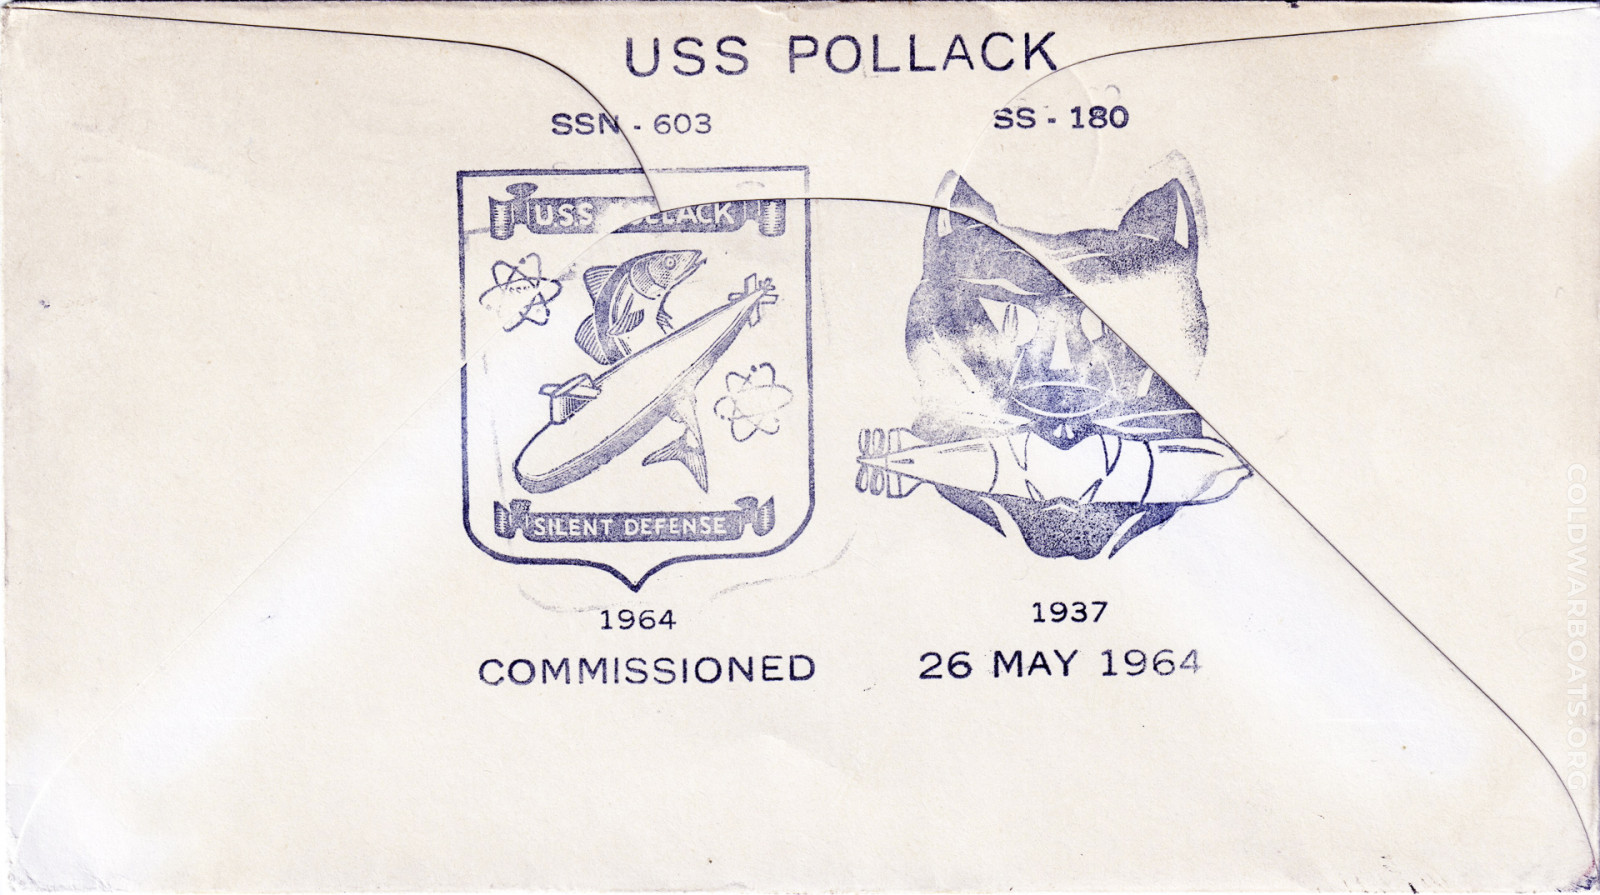 USS POLLACK
SSN - 603
SS - 180
USS POLLACK
SILENT DEFENSE
1964
1937
COMMISSIONED
26 MAY 1964
COLDWARBOATS.ORG